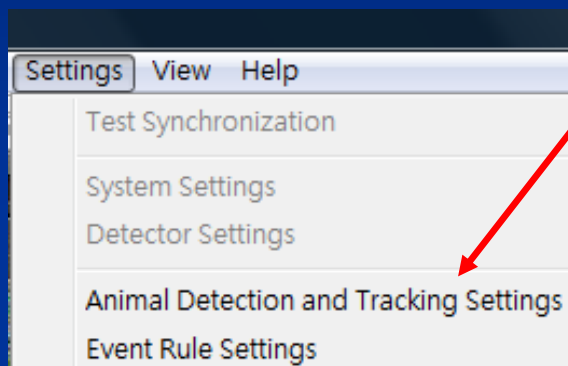 Settings View Help
Test Synchronization
System Settings
Detector Settings
Animal Detection and Tracking Settings
Event Rule Settings